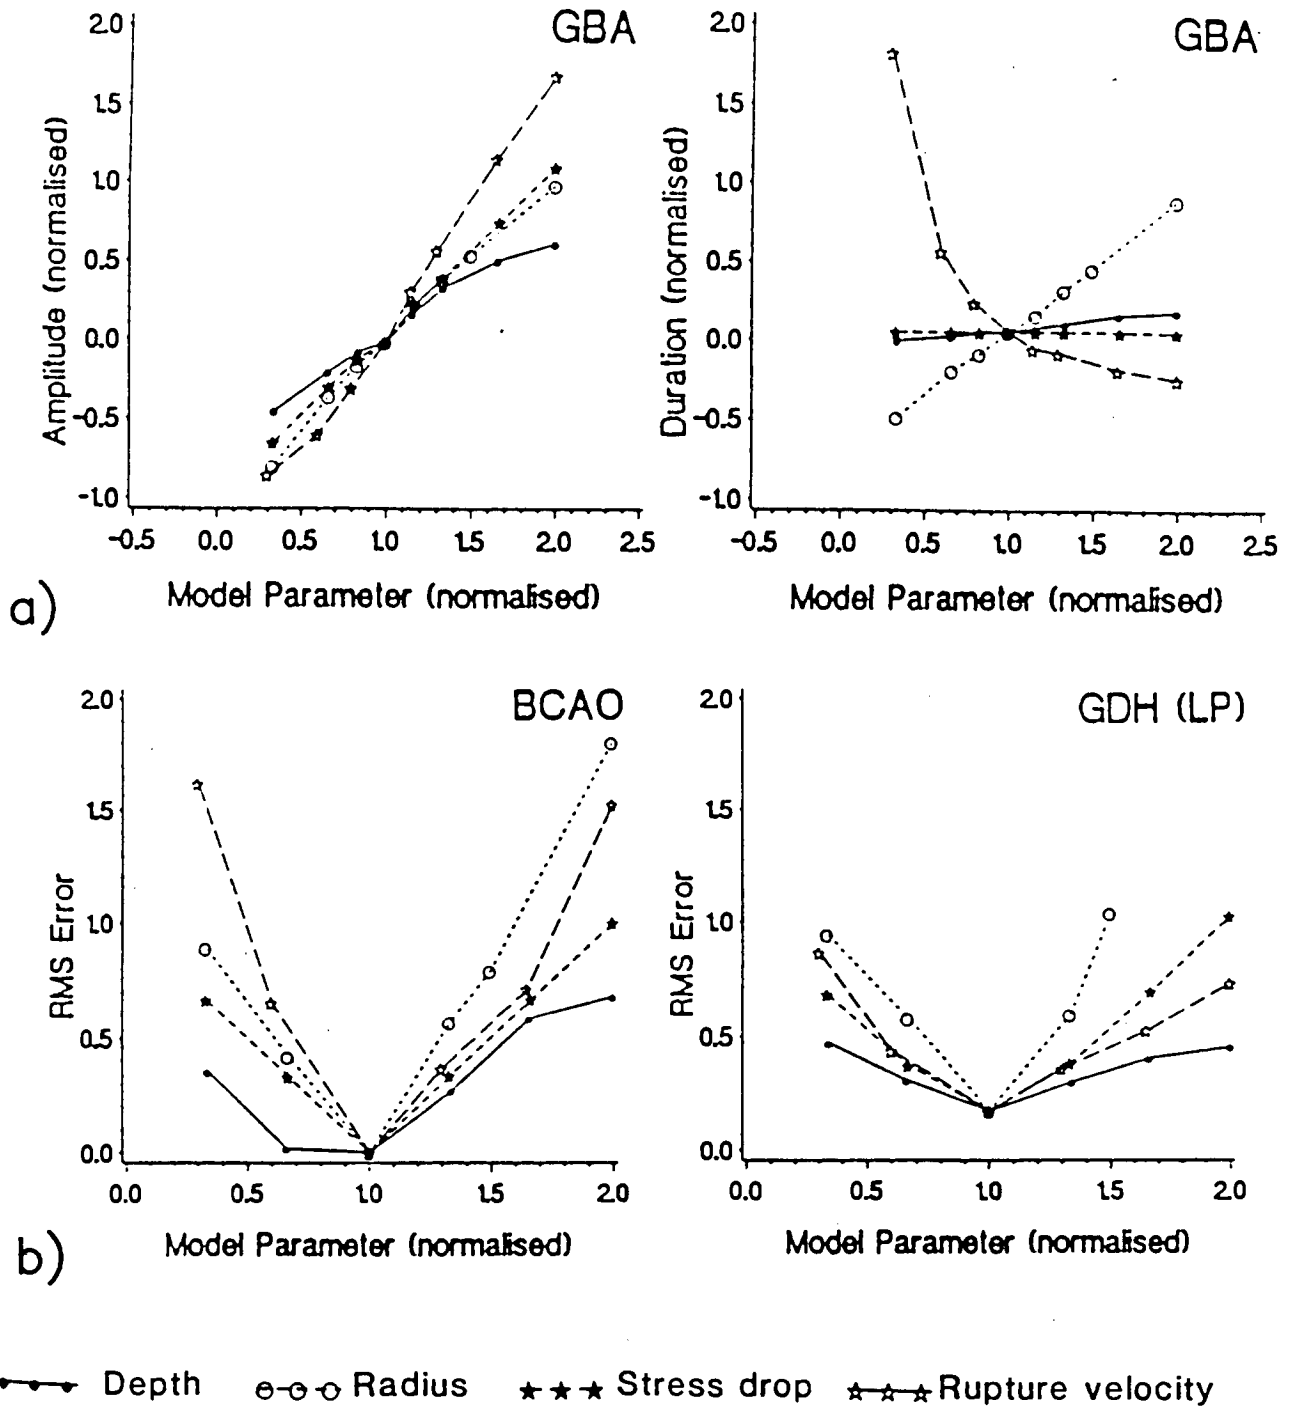 GBA
2.0
1.5
1.0
0.5
0.0
-0.5
-1.0
Amplitude (normalised)
-0.5 0.0 0.5 1.0 1.5 2.0 2.5
Model Parameter (normalised)
GBA
2.0
1.5
1.0
0.5
0.0
-0.5
-1.0
Duration (normalised)
-0.5 0.0 0.5 1.0 1.5 2.0 2.5
Model Parameter (normalised)
a)
BCAO
2.0
1.5
1.0
0.5
0.0
RMS Error
0.0 0.5 1.0 1.5 2.0
Model Parameter (normalised)
GDH (LP)
2.0
1.5
1.0
0.5
0.0
RMS Error
0.0 0.5 1.0 1.5 2.0
Model Parameter (normalised)
b)
Depth Radius Stress drop Rupture velocity